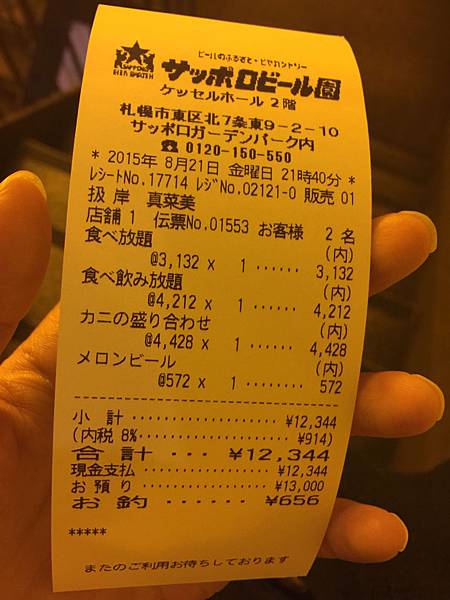 ビールのふるさと・ビヤカントリー
サッポロビール園
ケッセルホール2階
札幌市東区北7条東9-2-10
サッポロガーデンパーク内
☎ 0120-150-550
* 2015年 8月21日 金曜日 21時40分 *
レシートNo.17714 レジNo.02121-0 販売 01
扱 岸 真菜美
店舗 1 伝票No.01553 お客様 2 名
食べ放題 (内)
@3,132 x 1 ‥‥‥ 3,132
食べ飲み放題 (内)
@4,212 x 1 ‥‥‥ 4,212
カニの盛り合わせ (内)
@4,428 x 1 ‥‥‥ 4,428
メロンビール (内)
@572 x 1 ‥‥‥‥ 572
小 計 ‥‥‥‥‥‥‥‥‥ ¥12,344
(内税 8%‥‥‥‥‥‥‥‥‥ ¥914)
合 計 ‥‥ ¥12,344
現金支払 ‥‥‥‥‥‥‥‥ ¥12,344
お 預 り ‥‥‥‥‥‥‥‥ ¥13,000
お 釣 ‥‥‥ ¥656
*****
またのご利用お待ちしております